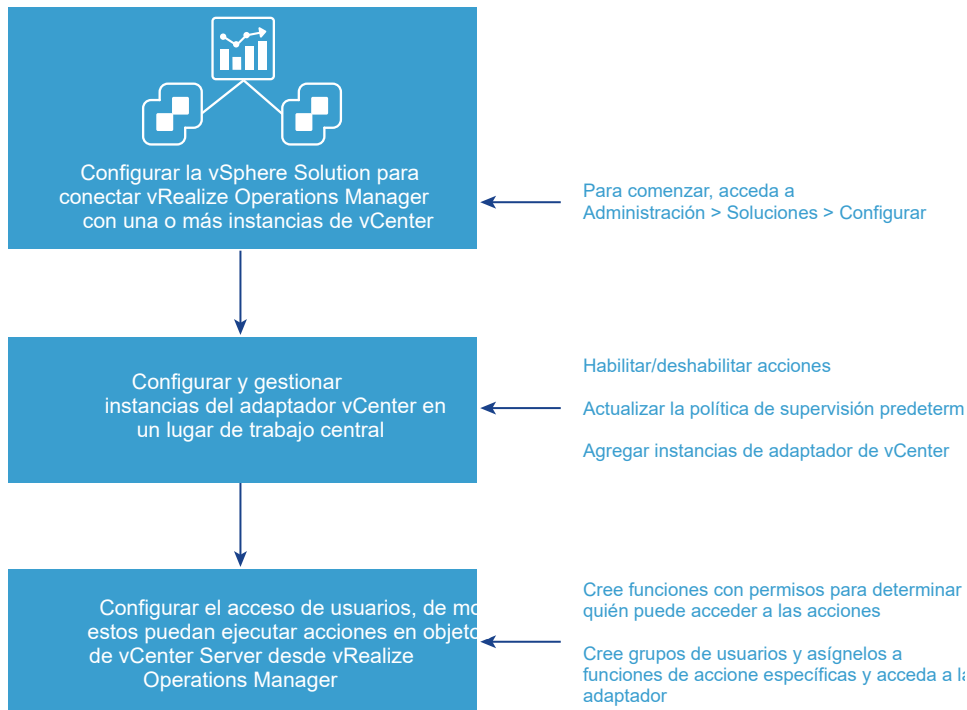 Configurar la vSphere Solution para
conectar vRealize Operations Manager
con una o más instancias de vCenter
Para comenzar, acceda a
Administración > Soluciones > Configurar
Configurar y gestionar
instancias del adaptador vCenter en
un lugar de trabajo central
Habilitar/deshabilitar acciones
Actualizar la política de supervisión predeterm
Agregar instancias de adaptador de vCenter
Configurar el acceso de usuarios, de mo
estos puedan ejecutar acciones en objeto
de vCenter Server desde vRealize
Operations Manager
Cree funciones con permisos para determinar
quién puede acceder a las acciones
Cree grupos de usuarios y asígnelos a
funciones de accione específicas y acceda a la
adaptador